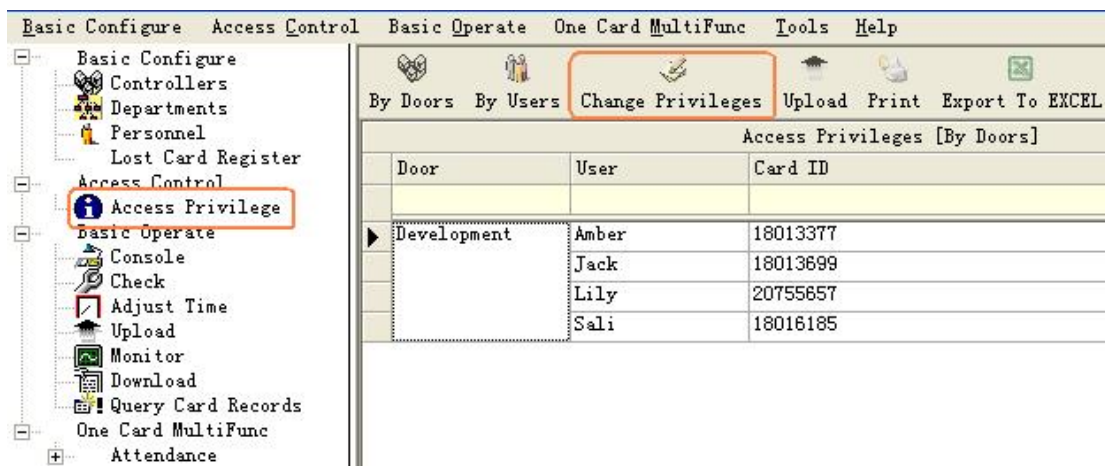 Basic Configure Access Control Basic Operate One Card MultiFunc Tools Help
Basic Configure
Controllers
Departments
Personnel
Lost Card Register
Access Control
Access Privilege
Basic Operate
Console
Check
Adjust Time
Upload
Monitor
Download
Query Card Records
One Card MultiFunc
Attendance
By Doors By Users Change Privileges Upload Print Export To EXCEL
Access Privileges [By Doors]
Door User Card ID
Development Amber 18013377
Jack 18013699
Lily 20755657
Sali 18016185